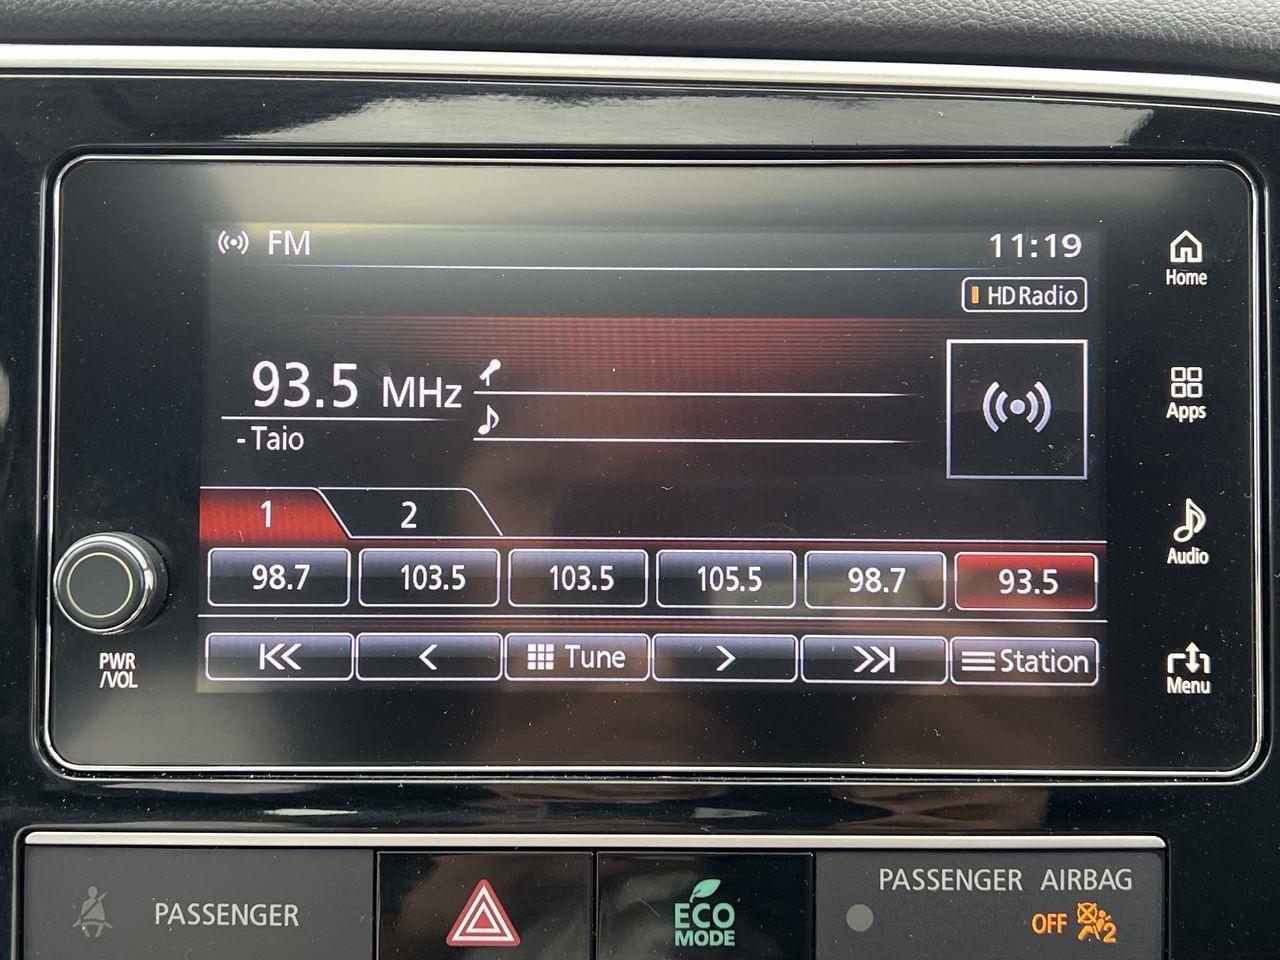 FM
11:19
HD Radio
93.5 MHz
- Taio
1
2
98.7
103.5
103.5
105.5
98.7
93.5
Tune
Station
PWR
/VOL
Home
Apps
Audio
Menu
PASSENGER
ECO
MODE
PASSENGER AIRBAG
OFF
2